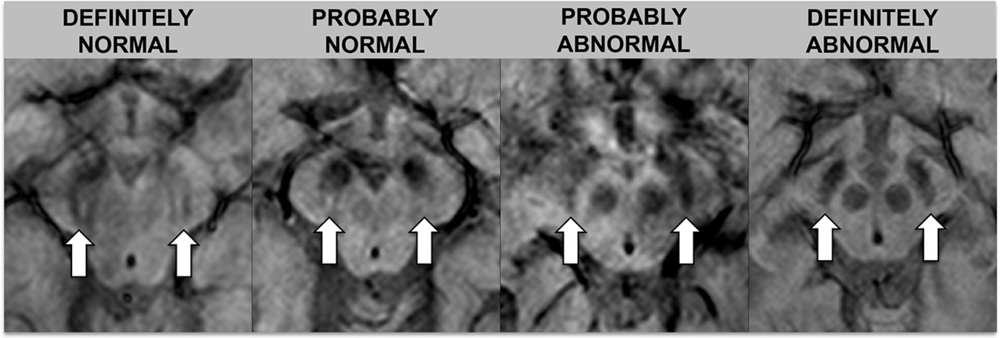 DEFINITELY
NORMAL
PROBABLY
NORMAL
PROBABLY
ABNORMAL
DEFINITELY
ABNORMAL